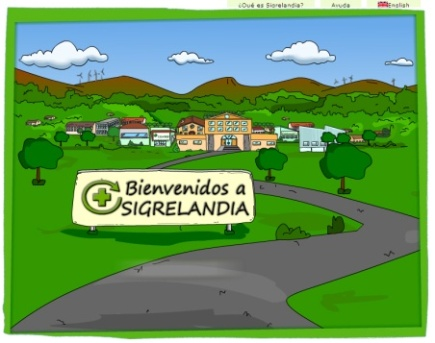 ¿Qué es Sigrelandia? Ayuda English
Bienvenidos a
SIGRELANDIA